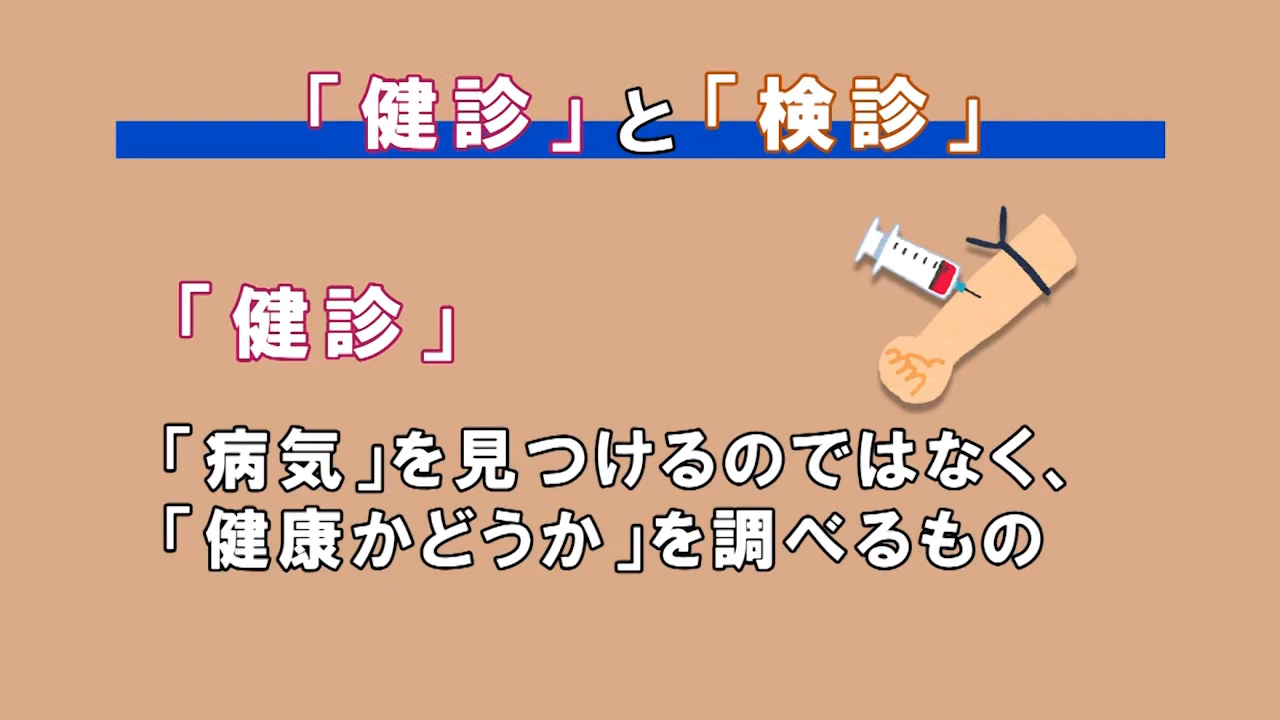 「健診」と「検診」
「健診」
「病気」を見つけるのではなく、
「健康かどうか」を調べるもの